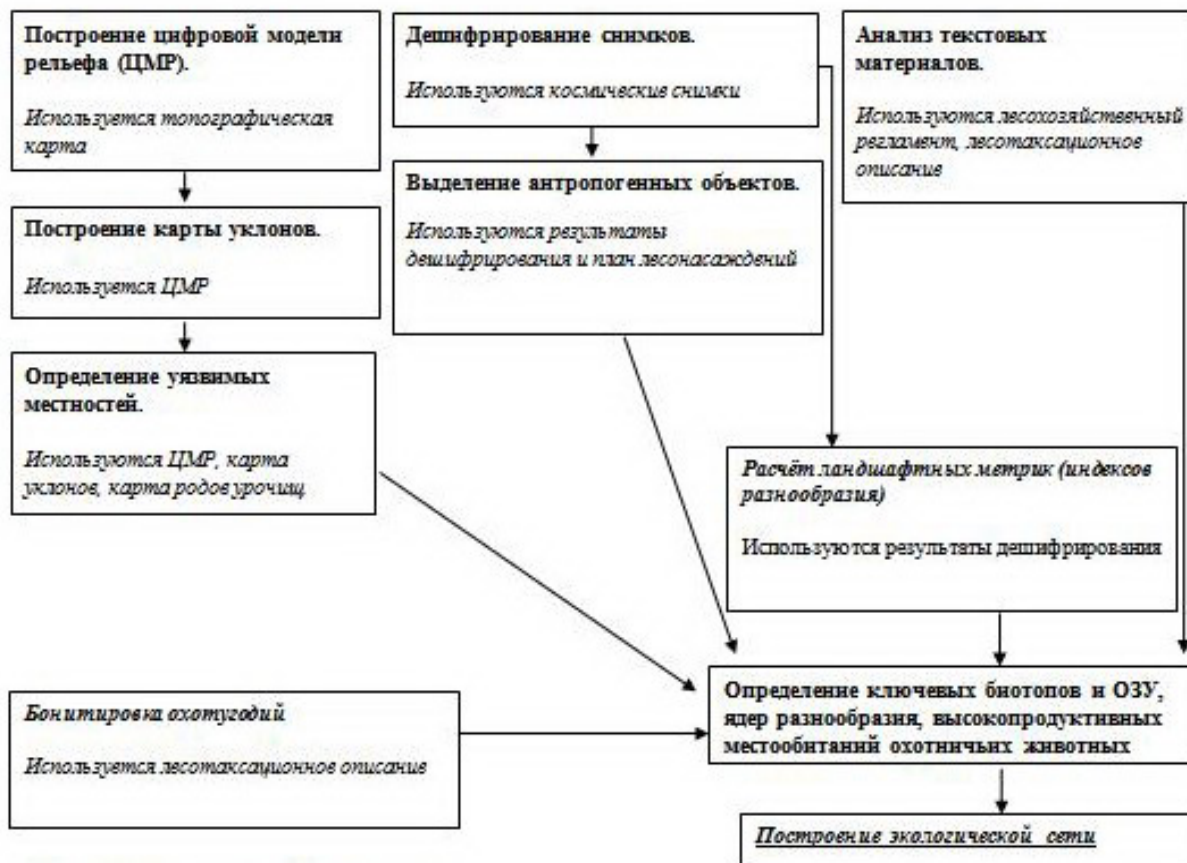 Построение цифровой модели
рельефа (ЦМР).
Используется топографическая
карта
Построение карты уклонов.
Используется ЦМР
Определение уязвимых
местностей.
Используются ЦМР, карта
уклонов, карта родов урочищ
Дешифрирование снимков.
Используются космические снимки
Выделение антропогенных объектов.
Используются результаты
дешифрирования и план лесонасаждений
Анализ текстовых
материалов.
Используются лесохозяйственный
регламент, лесотаксационное
описание
Расчёт ландшафтных метрик (индексов
разнообразия)
Используются результаты дешифрирования
Бонитировка охотугодий
Используется лесотаксационное описание
Определение ключевых биотопов и ОЗУ,
ядер разнообразия, высокопродуктивных
местообитаний охотничьих животных
Построение экологической сети